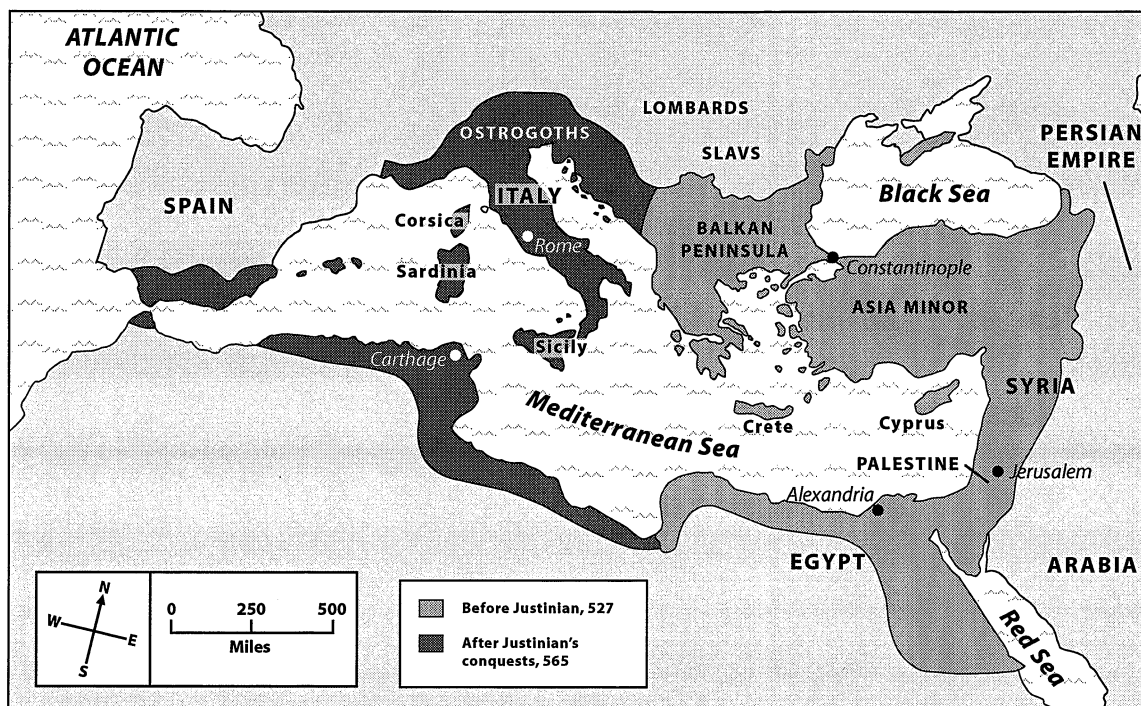 ATLANTIC
OCEAN
LOMBARDS
OSTROGOTHS
SLAVS
PERSIAN
EMPIRE
SPAIN
ITALY
Black Sea
Corsica
BALKAN
PENINSULA
Rome
Sardinia
Constantinople
ASIA MINOR
Carthage
Sicily
SYRIA
Mediterranean Sea
Crete
Cyprus
PALESTINE
Jerusalem
Alexandria
EGYPT
ARABIA
Red Sea
N
W
E
S
0 250 500
Miles
Before Justinian, 527
After Justinian's
conquests, 565